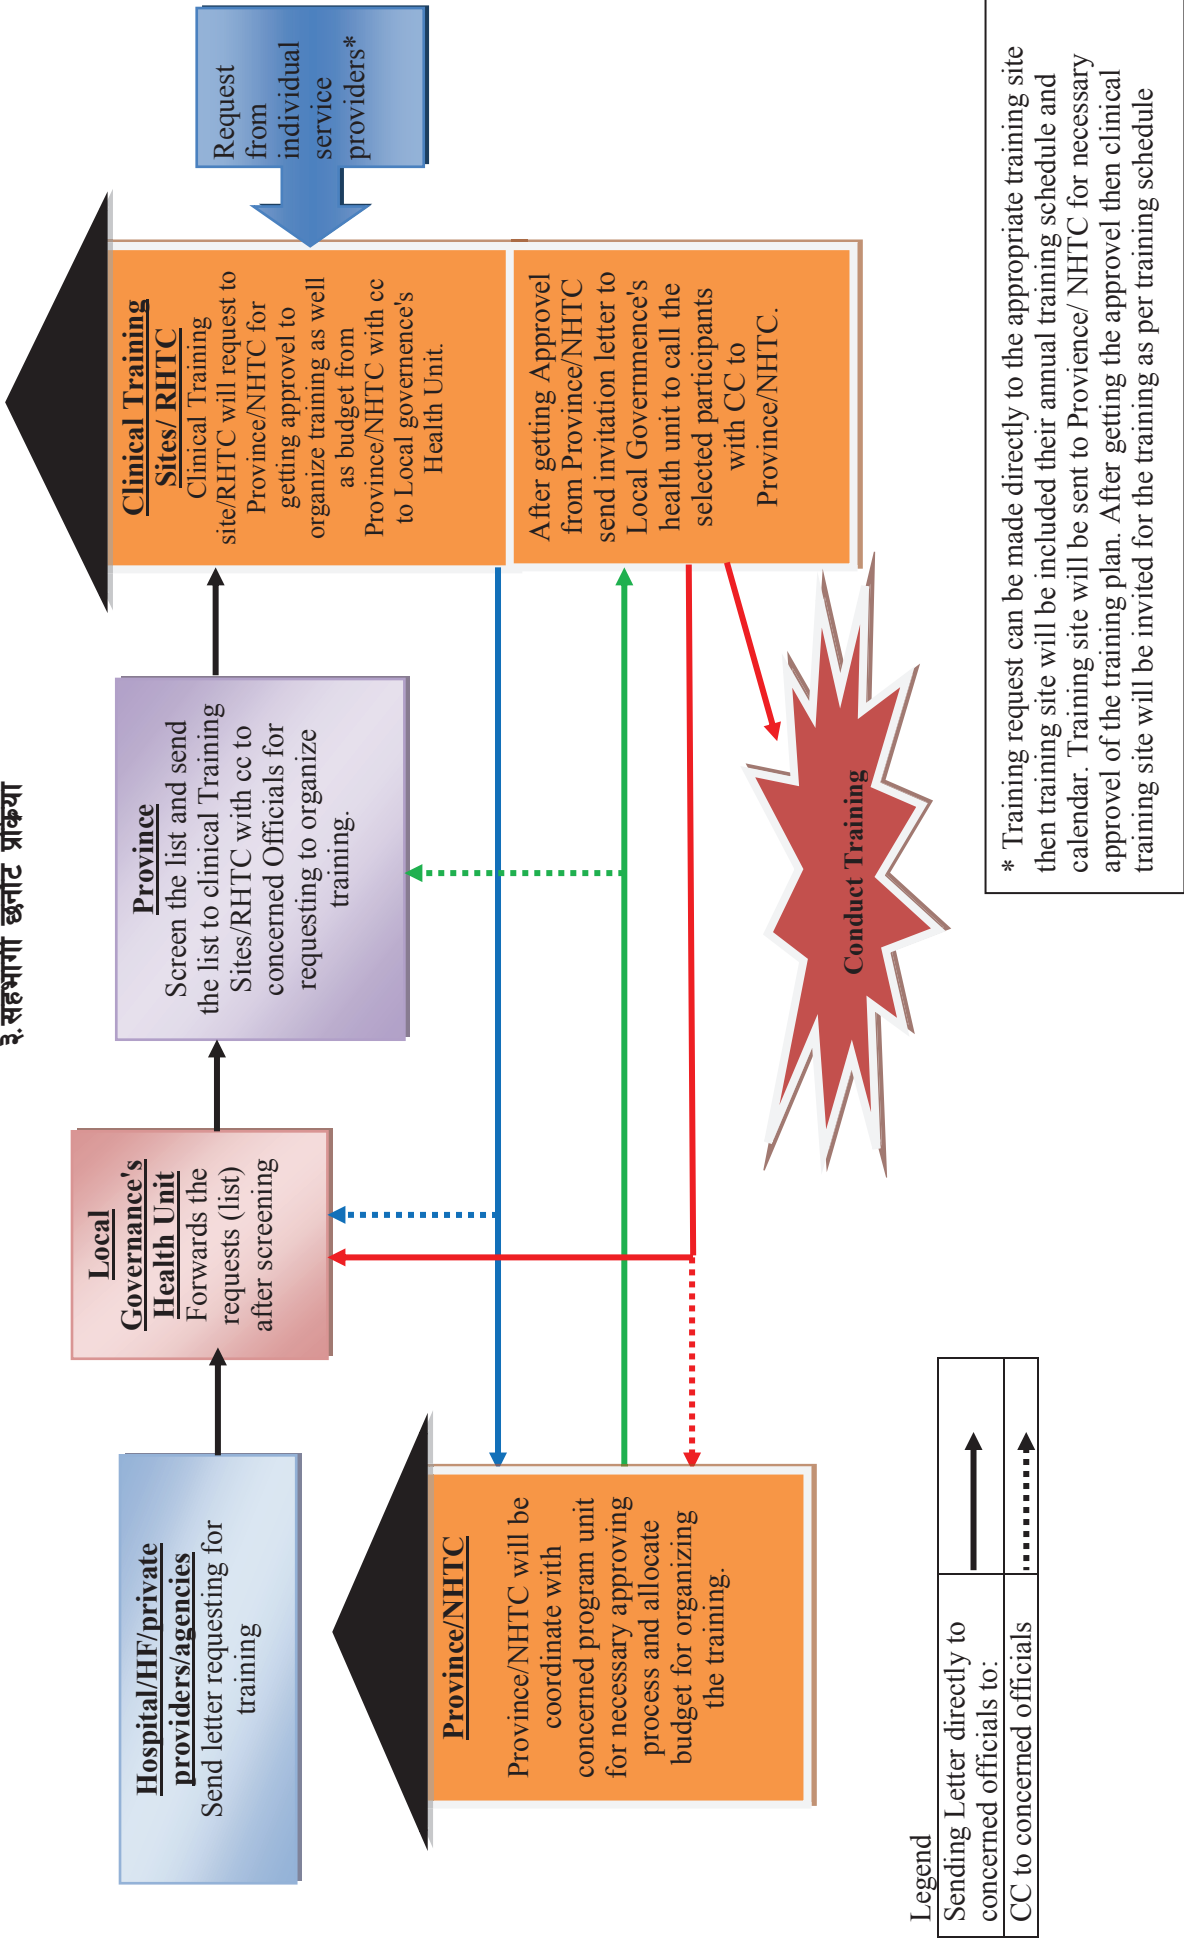 ३.सहभागी छनौट प्रकिया
Hospital/HF/private
providers/agencies
Send letter requesting for
training
Local
Governance's
Health Unit
Forwards the
requests (list)
after screening
Province
Screen the list and send
the list to clinical Training
Sites/RHTC with cc to
concerned Officials for
requesting to organize
training.
Clinical Training
Sites/ RHTC
Clinical Training
site/RHTC will request to
Province/NHTC for
getting approvel to
organize training as well
as budget from
Province/NHTC with cc
to Local governence's
Health Unit.
Request
from
individual
service
providers*
After getting Approvel
from Province/NHTC
send invitation letter to
Local Governmence's
health unit to call the
selected participants
with CC to
Province/NHTC.
Province/NHTC
Province/NHTC will be
coordinate with
concerned program unit
for necessary approving
process and allocate
budget for organizing
the training.
Conduct Training
Legend
Sending Letter directly to
concerned officials to:
CC to concerned officials
* Training request can be made directly to the appropriate training site
then training site will be included their annual training schedule and
calendar. Training site will be sent to Provience/ NHTC for necessary
approvel of the training plan. After getting the approvel then clinical
training site will be invited for the training as per training schedule